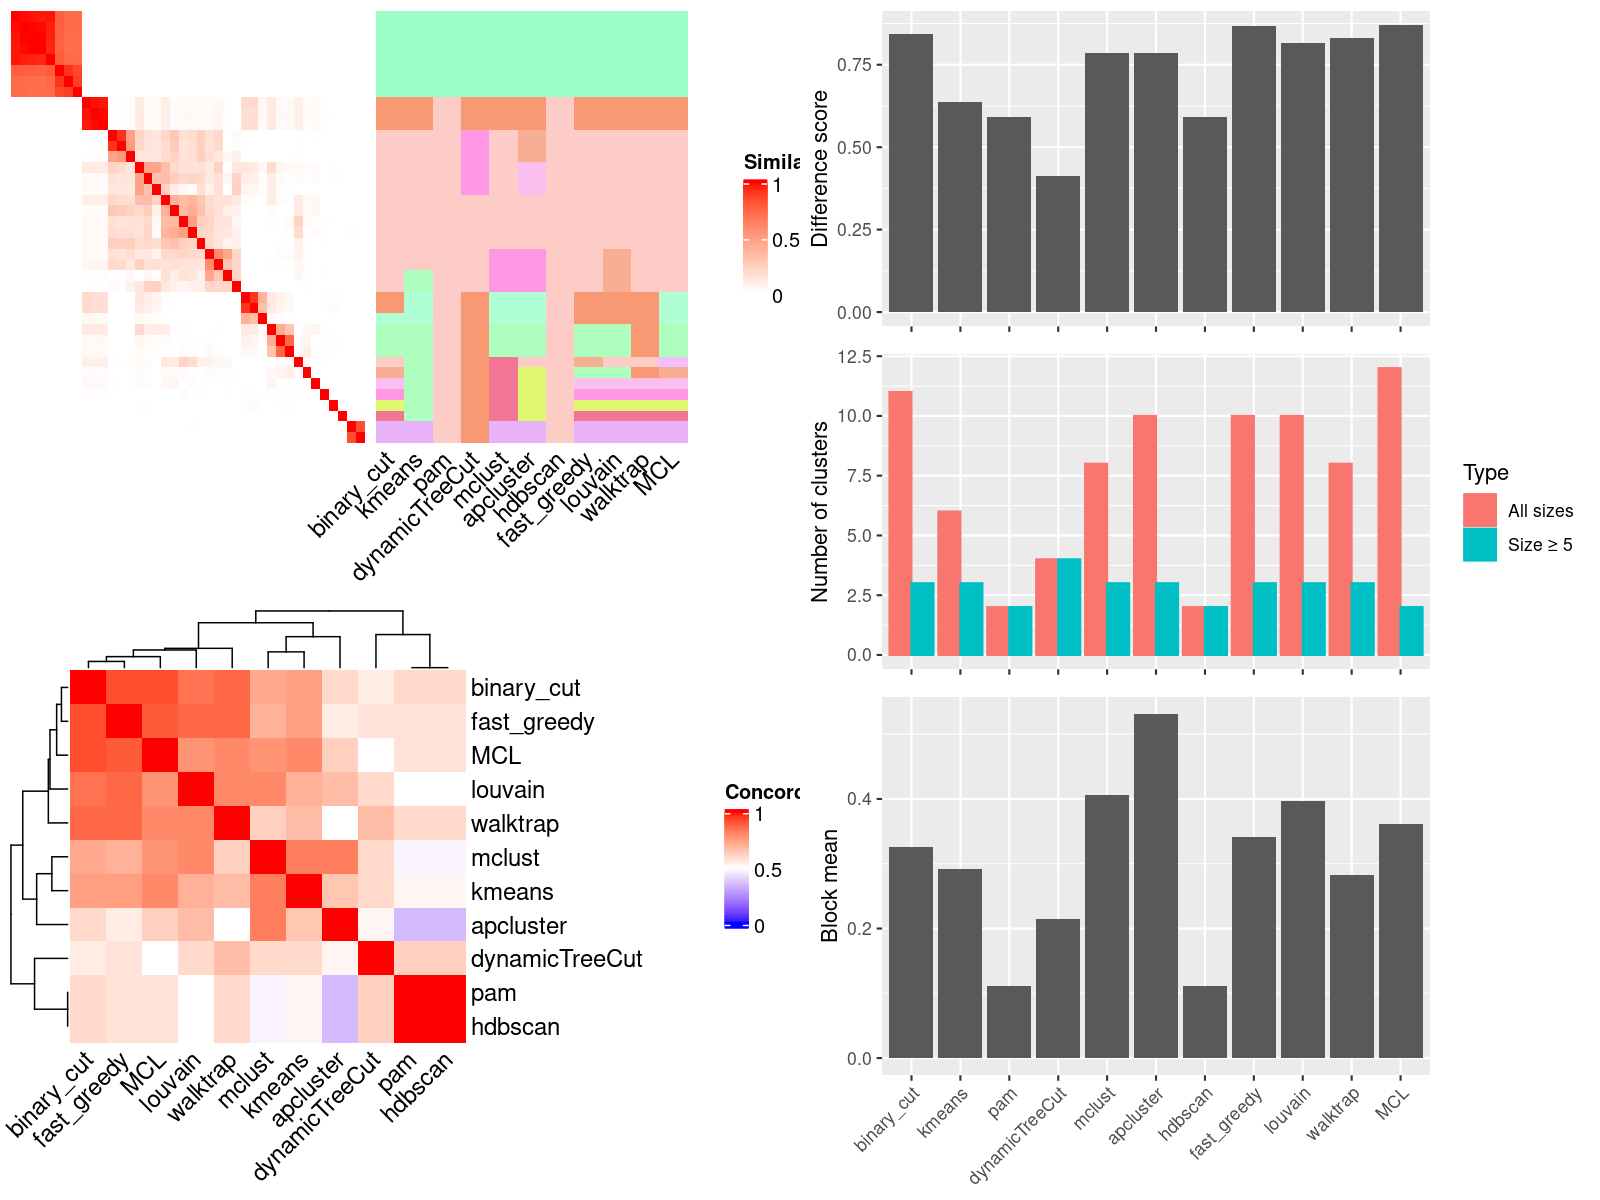 Simila
1
0.5
0
binary_cut
kmeans
pam
dynamicTreeCut
mclust
apcluster
hdbscan
fast_greedy
louvain
walktrap
MCL
binary_cut
fast_greedy
MCL
louvain
walktrap
mclust
kmeans
apcluster
dynamicTreeCut
pam
hdbscan
binary_cut
fast_greedy
MCL
louvain
walktrap
mclust
kmeans
apcluster
dynamicTreeCut
pam
hdbscan
Concord
1
0.5
0
Difference score
0.75
0.50
0.25
0.00
Number of clusters
12.5
10.0
7.5
5.0
2.5
0.0
Type
All sizes
Size ≥ 5
Block mean
0.4
0.2
0.0
binary_cut
kmeans
pam
dynamicTreeCut
mclust
apcluster
hdbscan
fast_greedy
louvain
walktrap
MCL